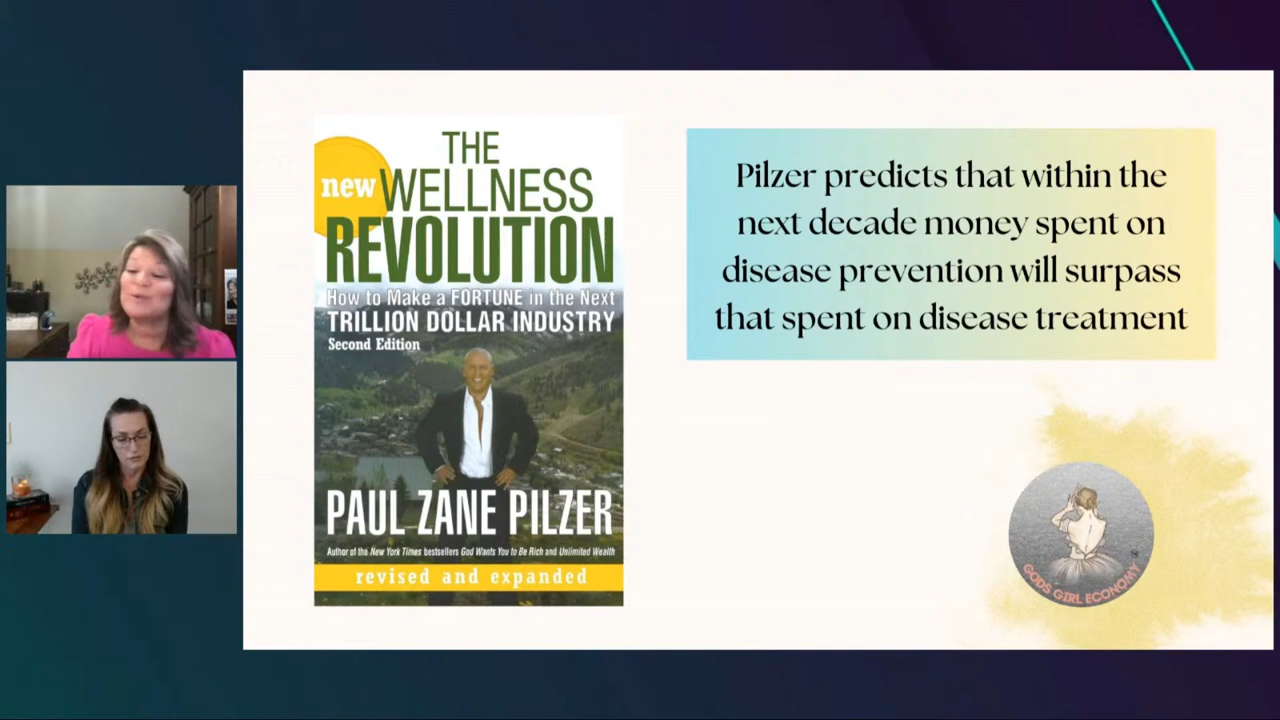 THE
new WELLNESS
REVOLUTION
How to Make a FORTUNE in the Next
TRILLION DOLLAR INDUSTRY
Second Edition
PAUL ZANE PILZER
Author of the New York Times bestsellers God Wants You to Be Rich and Unlimited Wealth
revised and expanded
Pilzer predicts that within the
next decade money spent on
disease prevention will surpass
that spent on disease treatment
GODS GIRL ECONOMY